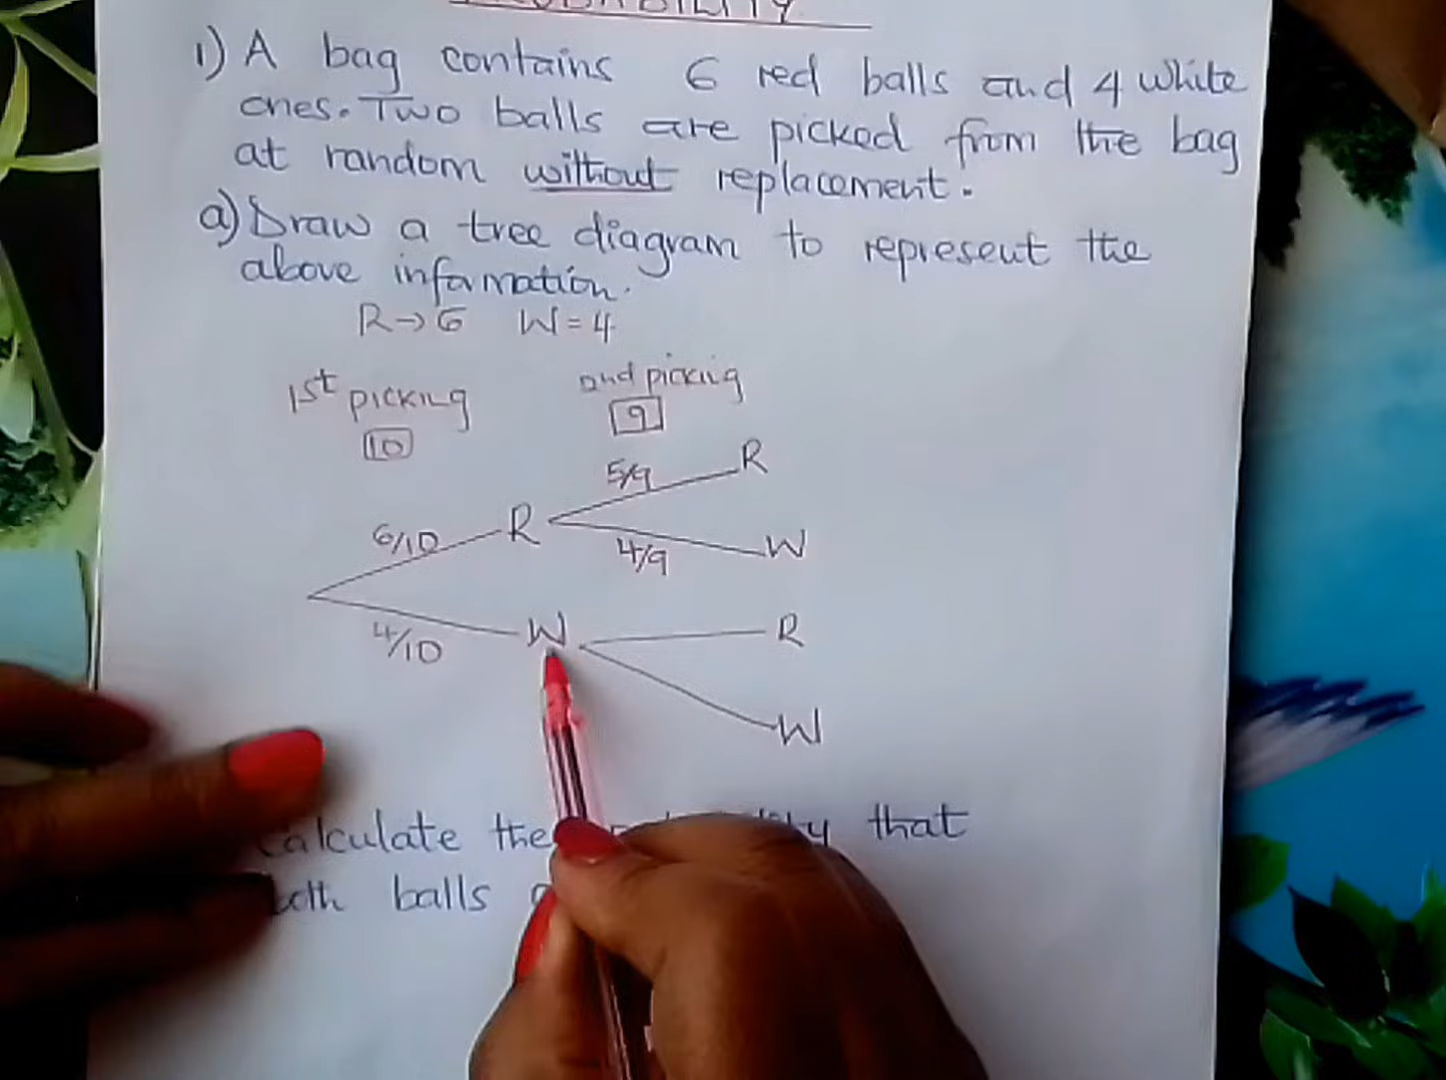 1) A bag contains 6 red balls and 4 white
ones. Two balls are picked from the bag
at random without replacement.
a) Draw a tree diagram to represent the
above information.
R→6 W=4
1st picking 2nd picking
10 9
5/9 R
6/10 R
4/9 W
4/10 W R
W
calculate the that
both balls